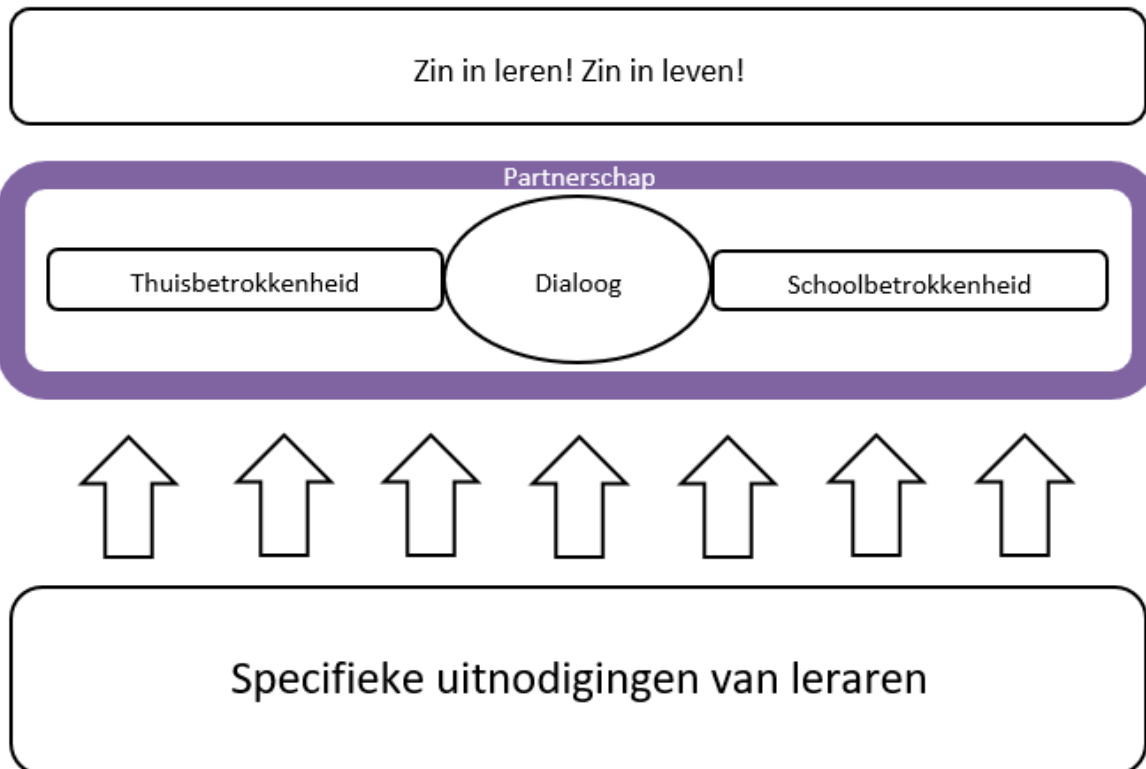 Zin in leren! Zin in leven!
Partnerschap
Thuisbetrokkenheid
Dialoog
Schoolbetrokkenheid
Specifieke uitnodigingen van leraren